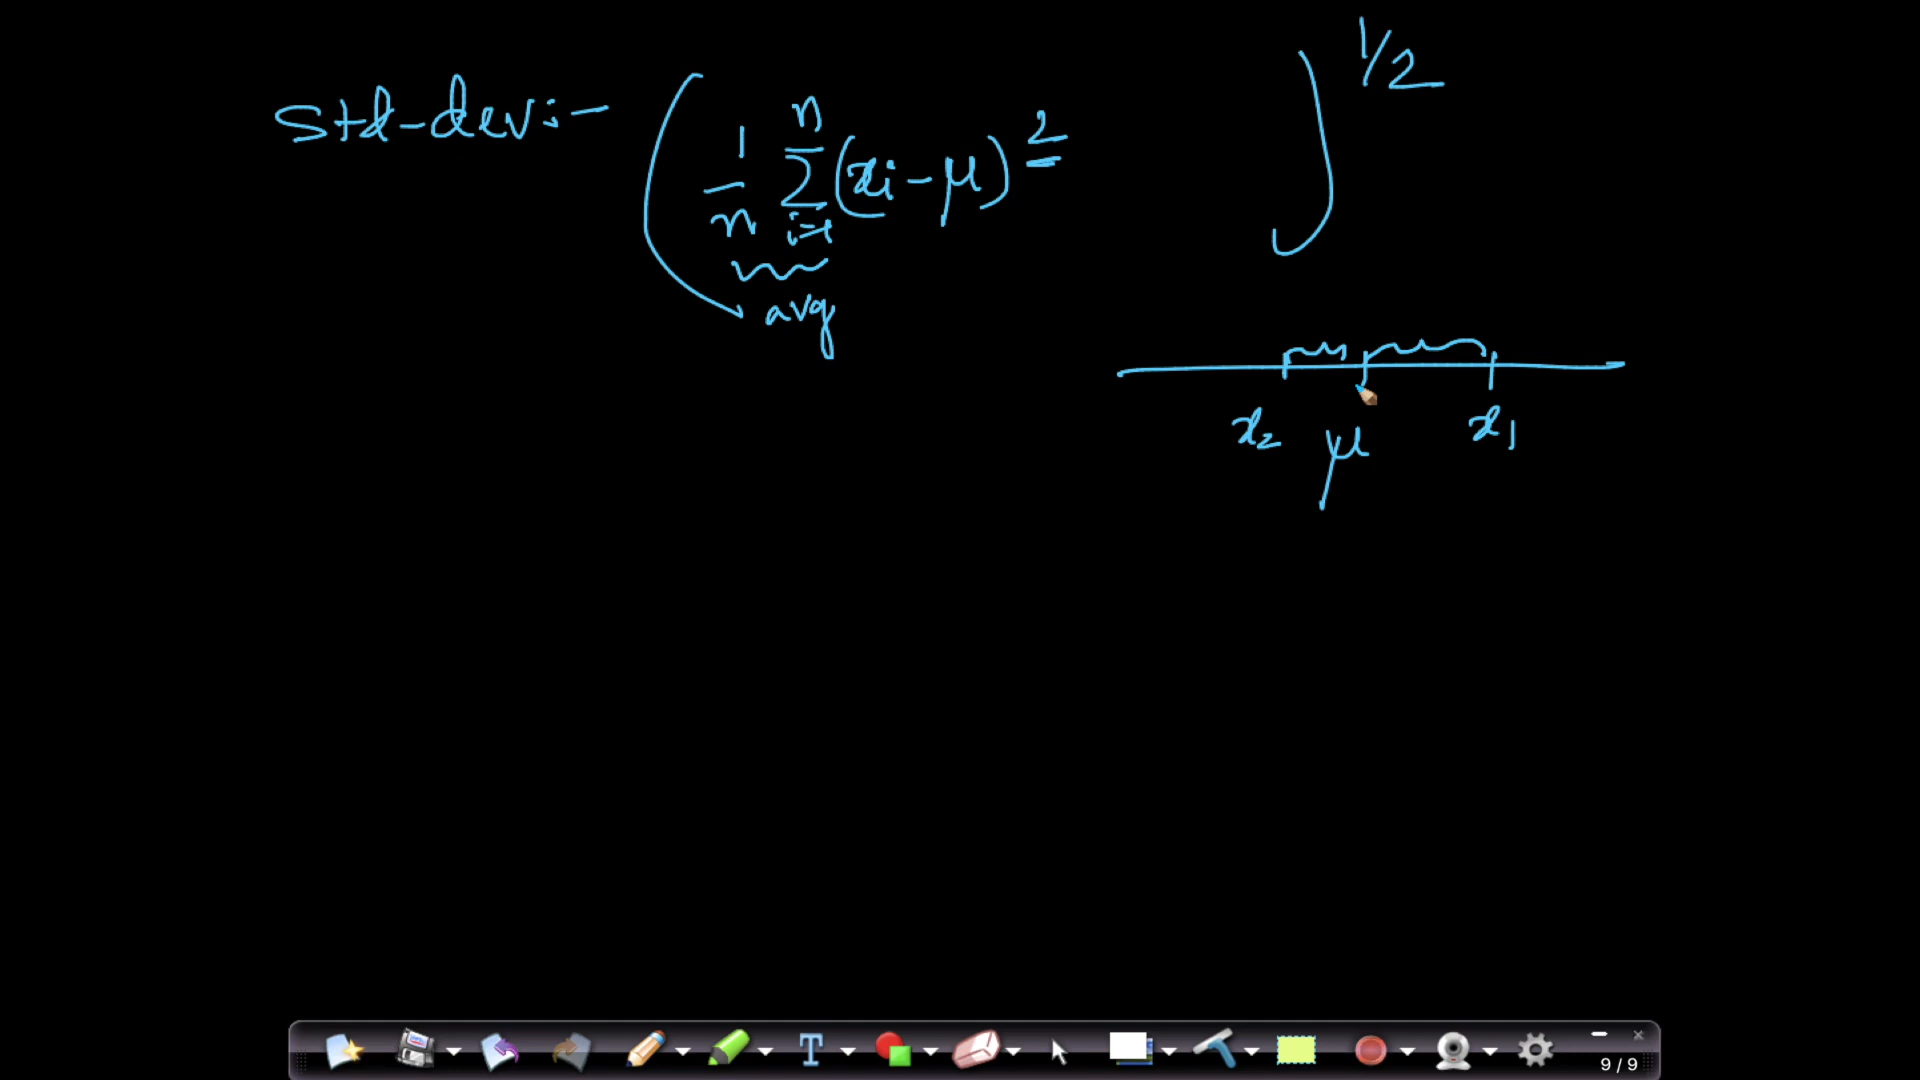 std-dev:- ( 1/n n∑i=1 (xi-μ)^2 )^1/2
avg
x2 μ x1
T
9 / 9